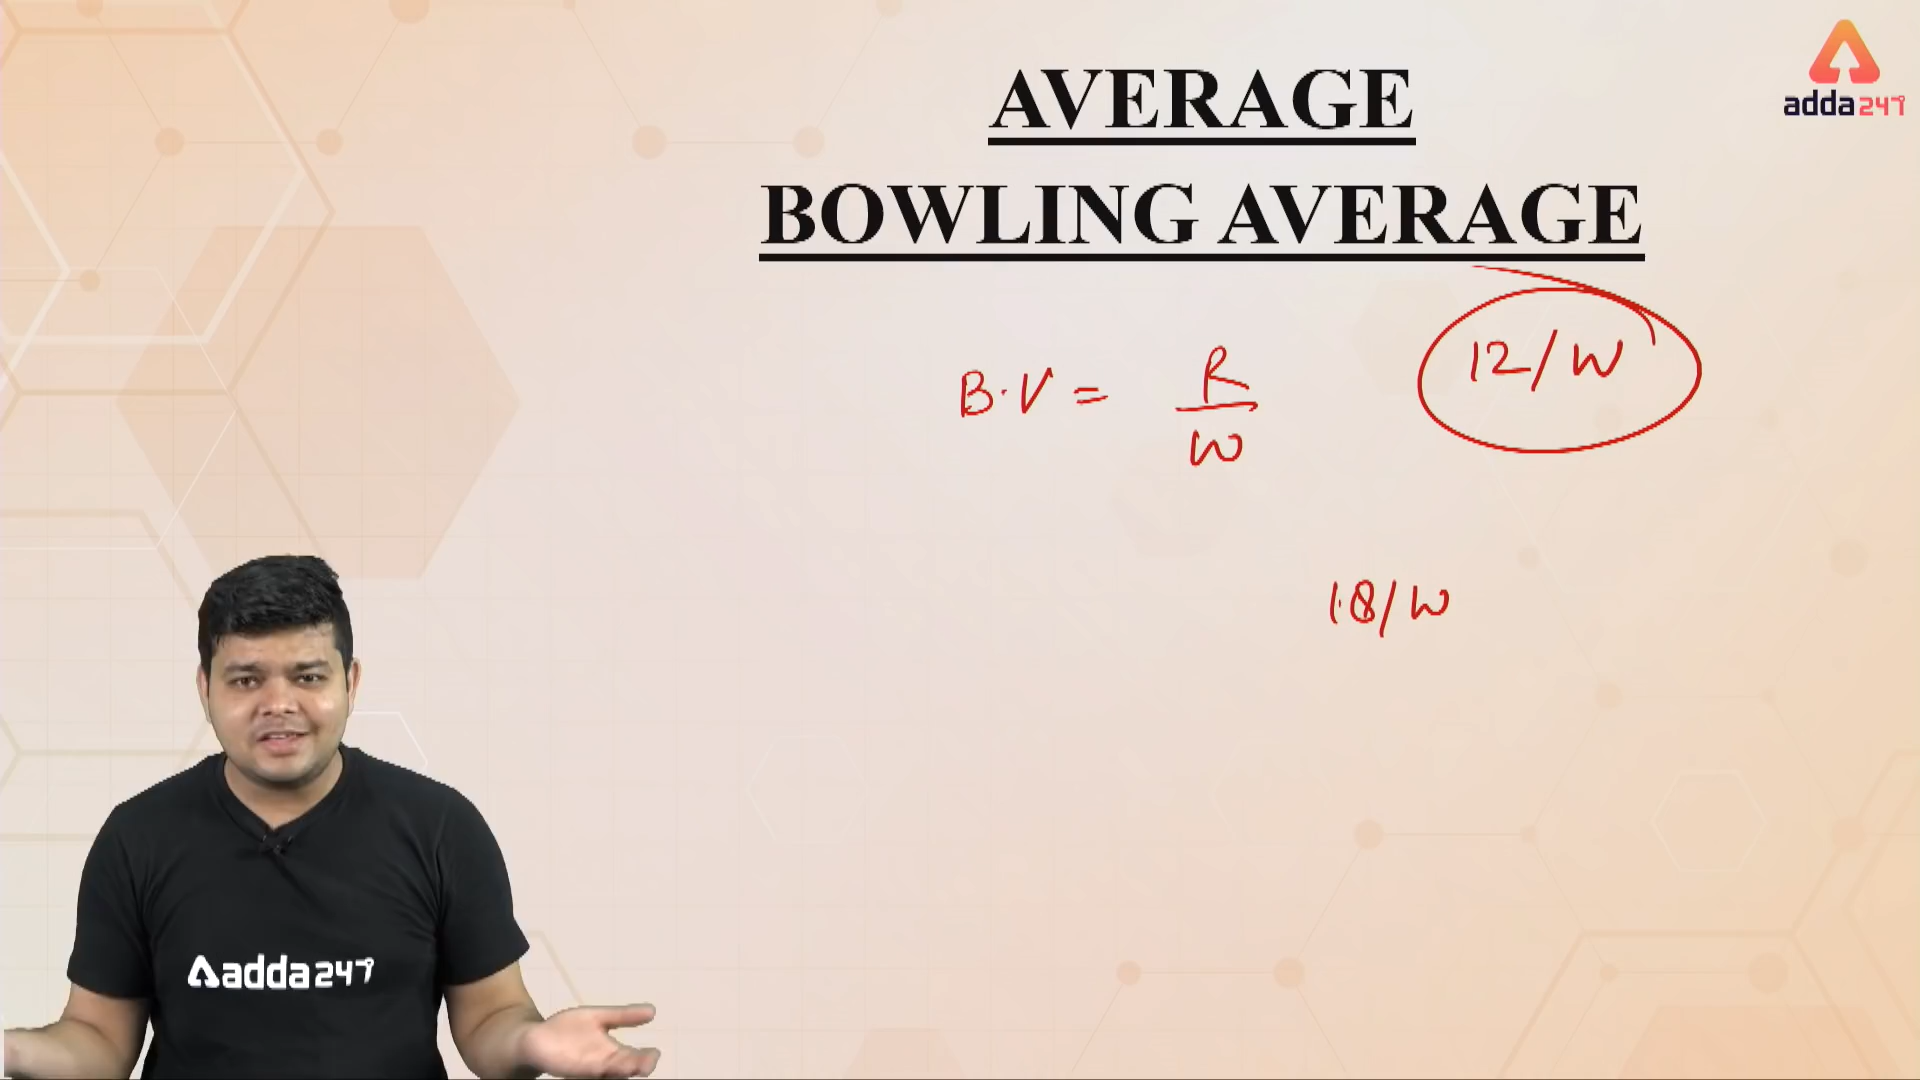 AVERAGE
BOWLING AVERAGE
adda247
B.V = R/W
12/W
18/W
adda247